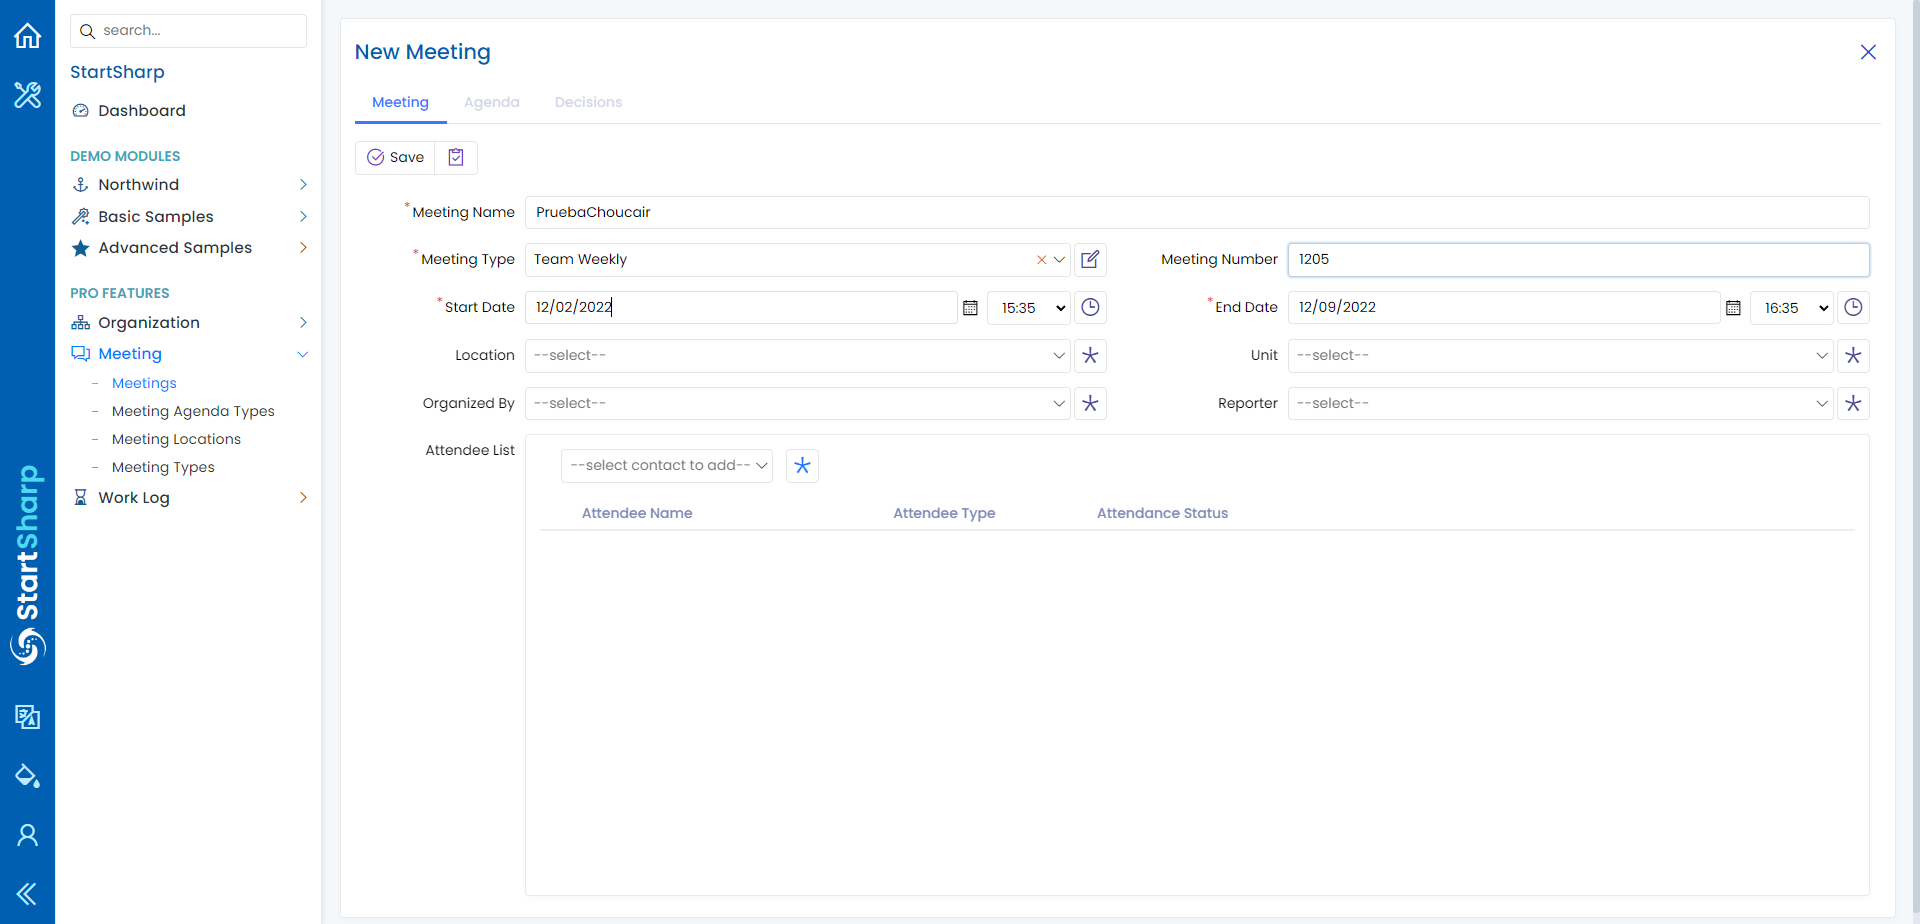 search...
StartSharp
Dashboard
DEMO MODULES
Northwind
Basic Samples
Advanced Samples
PRO FEATURES
Organization
Meeting
Meetings
Meeting Agenda Types
Meeting Locations
Meeting Types
Work Log
StartSharp
New Meeting
Meeting Agenda Decisions
Save
*Meeting Name PruebaChoucair
*Meeting Type Team Weekly Meeting Number 1205
*Start Date 12/02/2022 15:35 *End Date 12/09/2022 16:35
Location --select-- Unit --select--
Organized By --select-- Reporter --select--
Attendee List --select contact to add--
Attendee Name Attendee Type Attendance Status